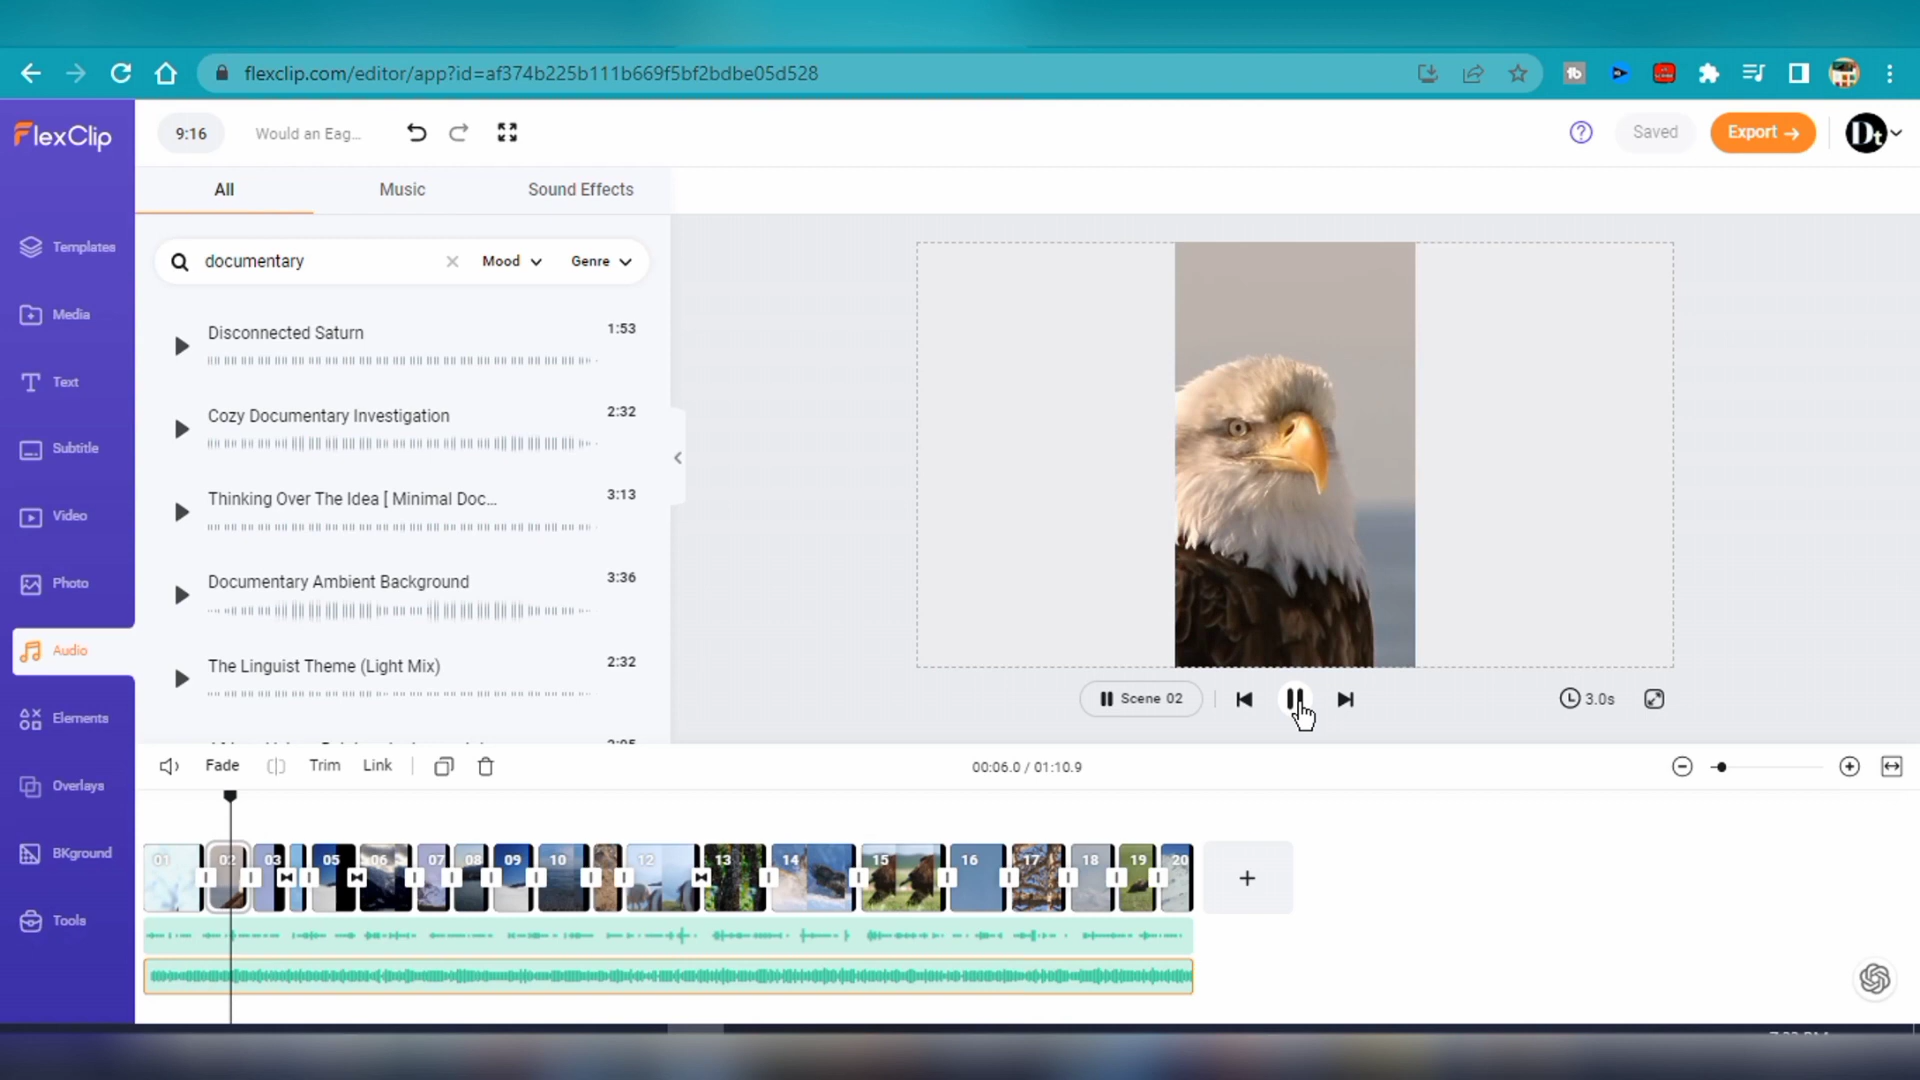 flexclip.com/editor/app?id=af374b225b111b669f5bf2bdbe05d528
FlexClip
9:16
Would an Eag...
Saved
Export →
Dt
All
Music
Sound Effects
Templates
Media
Text
Subtitle
Video
Photo
Audio
Elements
Overlays
BKground
Tools
documentary
Mood
Genre
Disconnected Saturn
1:53
Cozy Documentary Investigation
2:32
Thinking Over The Idea [ Minimal Doc...
3:13
Documentary Ambient Background
3:36
The Linguist Theme (Light Mix)
2:32
Scene 02
3.0s
Fade
Trim
Link
00:06.0 / 01:10.9
01 02 03 05 06 07 08 09 10 12 13 14 15 16 17 18 19 20